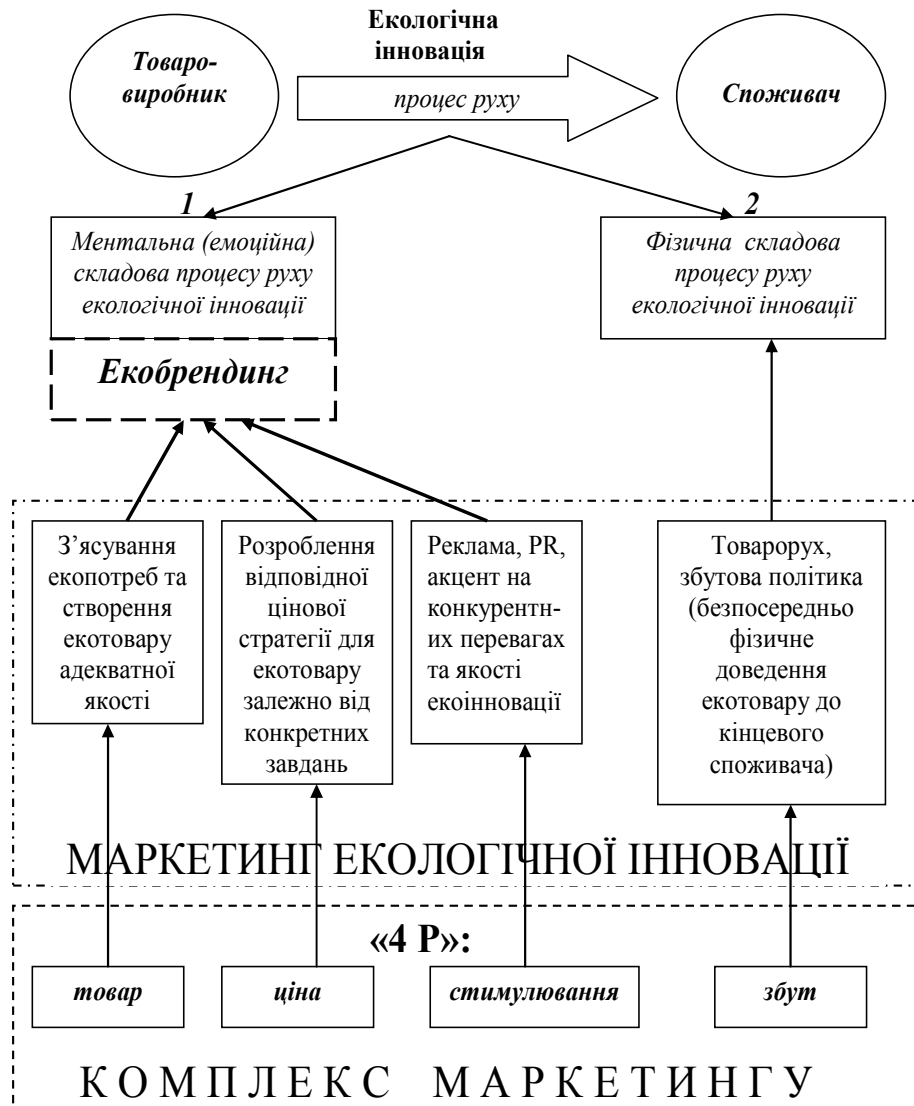 Екологічна
інновація
Товаро-
виробник
процес руху
Споживач
1
Ментальна (емоційна)
складова процесу руху
екологічної інновації
2
Фізична складова
процесу руху
екологічної інновації
Екобрендинг
З’ясування
екопотреб та
створення
екотовару
адекватної
якості
Розроблення
відповідної
цінової
стратегії для
екотовару
залежно від
конкретних
завдань
Реклама, PR,
акцент на
конкурентн-
их перевагах
та якості
екоінновації
Товарорух,
збутова політика
(безпосередньо
фізичне
доведення
екотовару до
кінцевого
споживача)
МАРКЕТИНГ ЕКОЛОГІЧНОЇ ІННОВАЦІЇ
«4 Р»:
товар
ціна
стимулювання
збут
КОМПЛЕКС МАРКЕТИНГУ